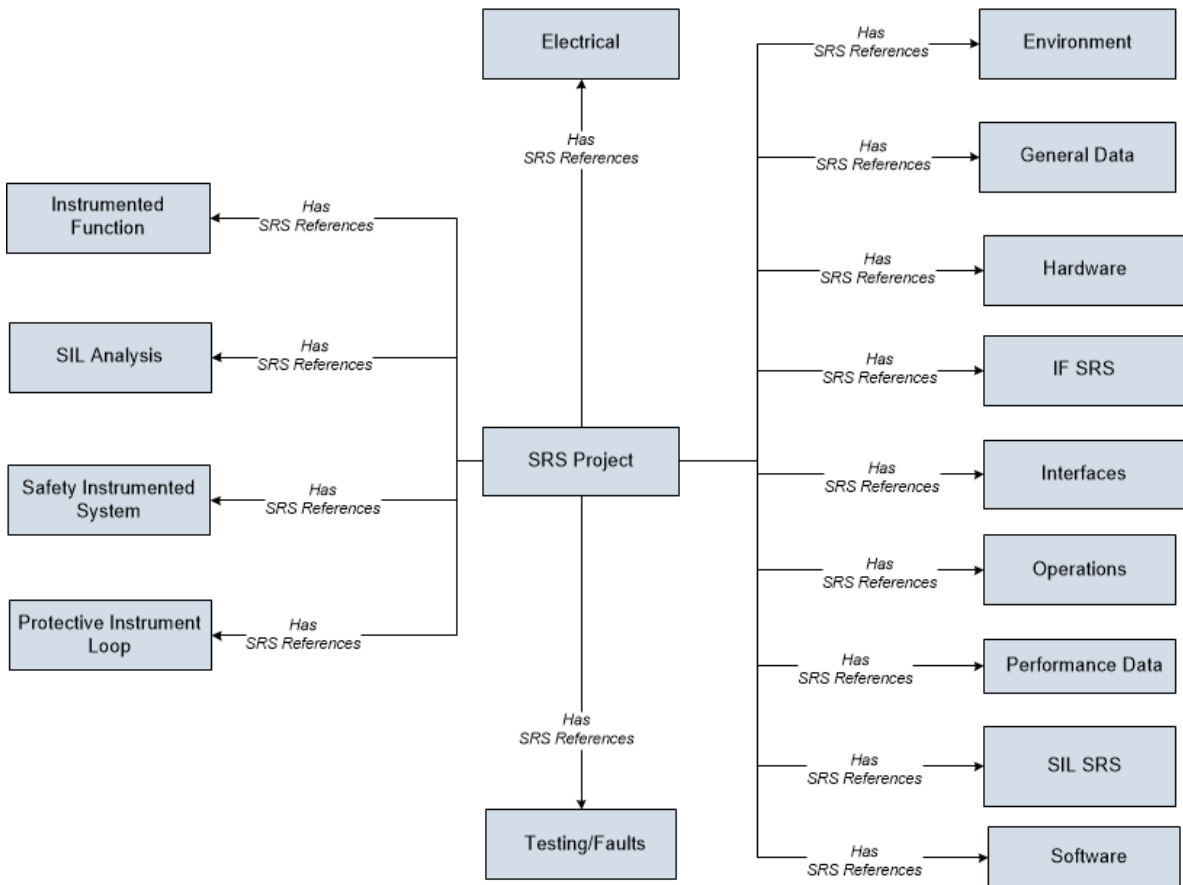 Electrical
Has
SRS References
Environment
Has
SRS References
Has
SRS References
General Data
Instrumented
Function
Has
SRS References
Has
SRS References
Hardware
SIL Analysis
Has
SRS References
Has
SRS References
IF SRS
SRS Project
Has
SRS References
Interfaces
Safety Instrumented
System
Has
SRS References
Has
SRS References
Operations
Protective Instrument
Loop
Has
SRS References
Has
SRS References
Performance Data
Has
SRS References
Has
SRS References
SIL SRS
Testing/Faults
Has
SRS References
Software